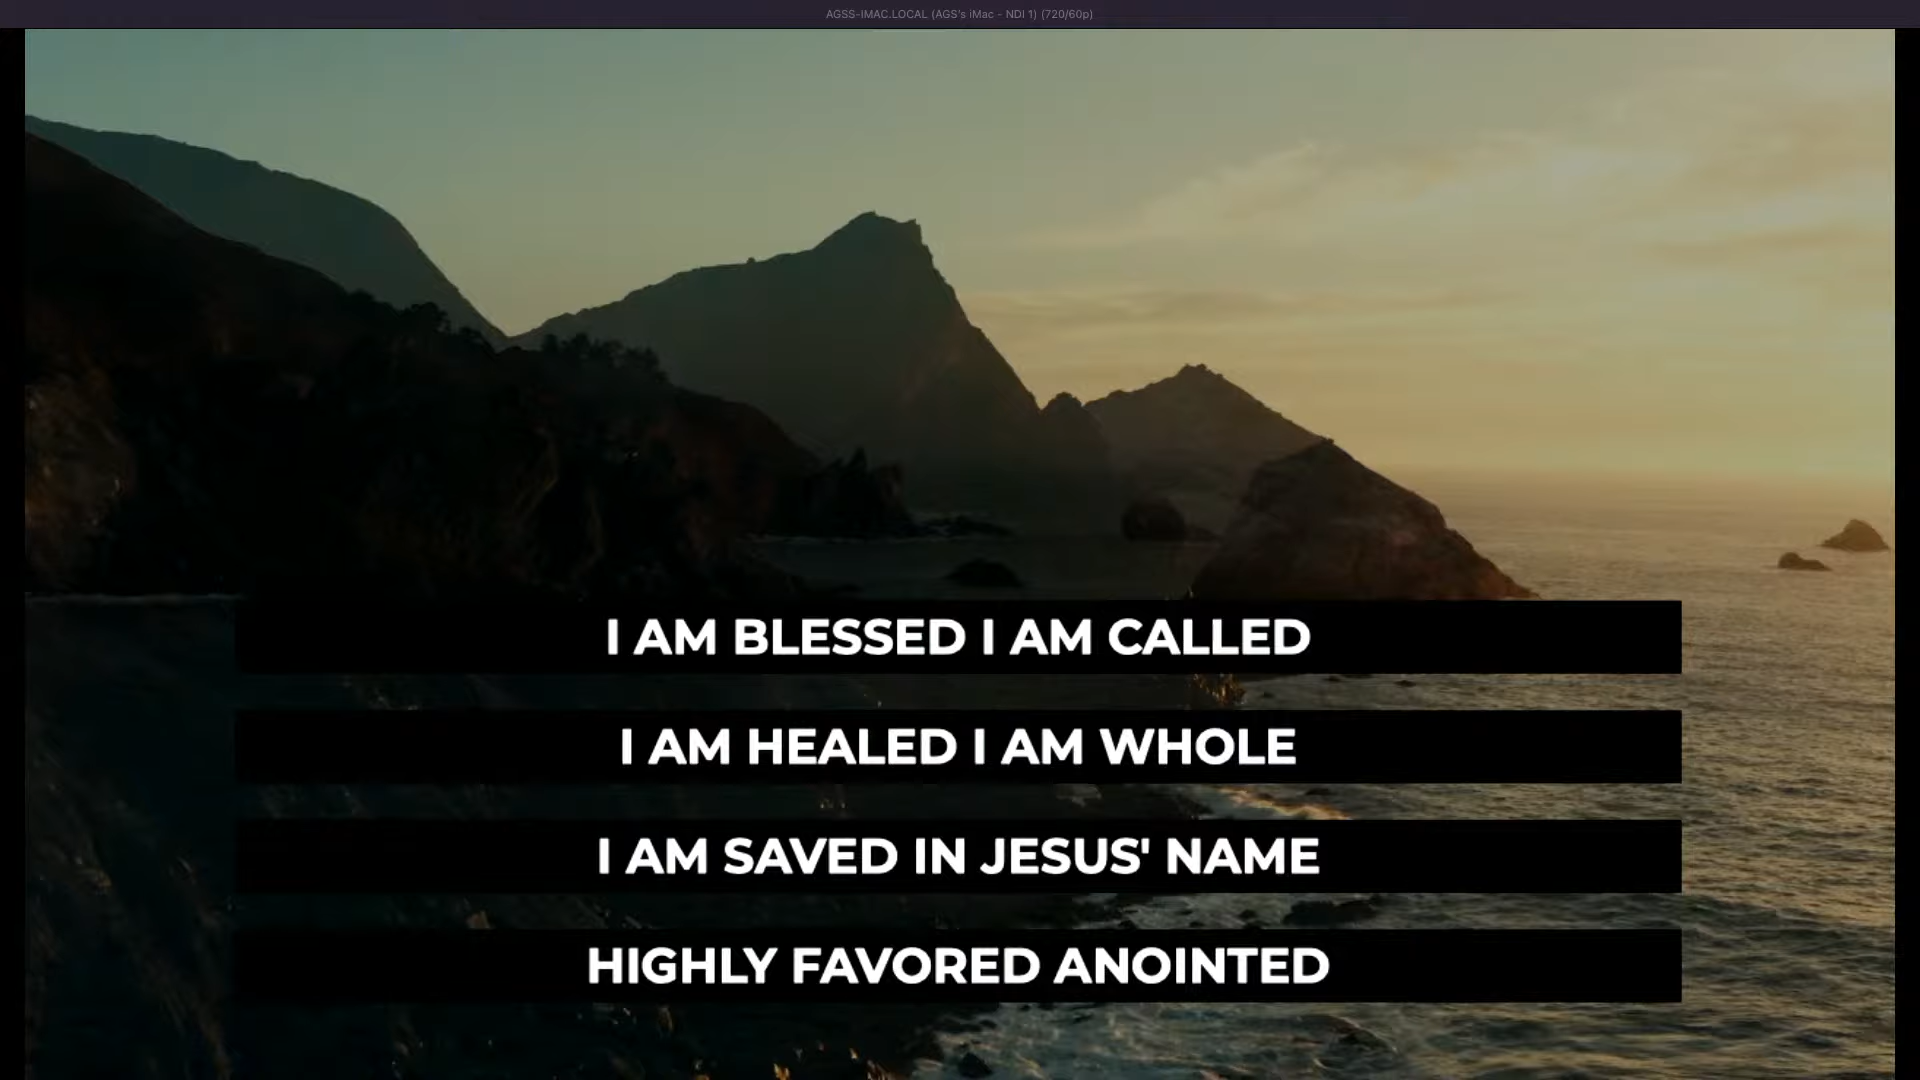 AGSS-IMAC.LOCAL (AGS's iMac - NDI 1) (720/60p)
I AM BLESSED I AM CALLED
I AM HEALED I AM WHOLE
I AM SAVED IN JESUS' NAME
HIGHLY FAVORED ANOINTED